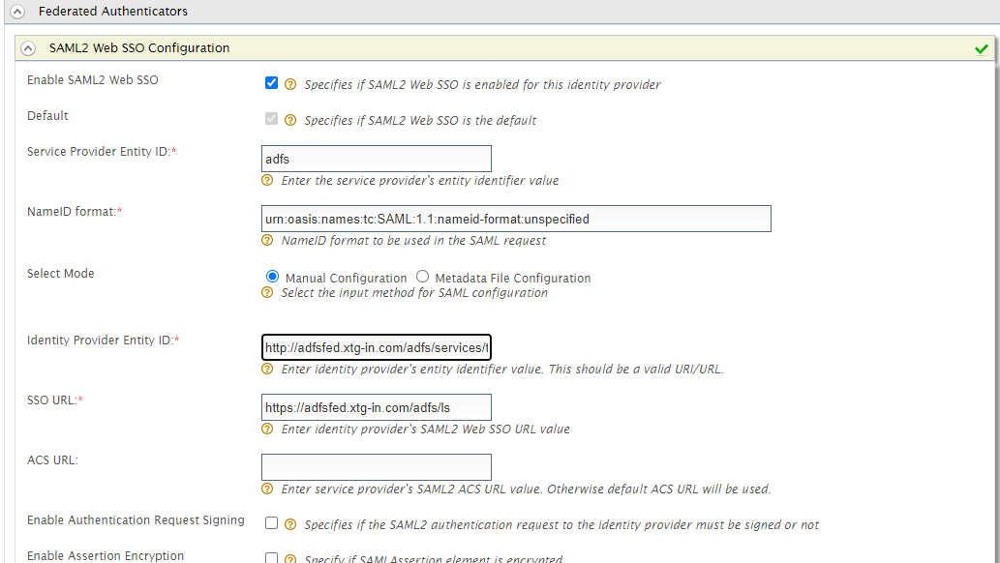 Federated Authenticators
SAML2 Web SSO Configuration
Enable SAML2 Web SSO
Specifies if SAML2 Web SSO is enabled for this identity provider
Default
Specifies if SAML2 Web SSO is the default
Service Provider Entity ID:*
adfs
Enter the service provider's entity identifier value
NameID format:*
urn:oasis:names:tc:SAML:1.1:nameid-format:unspecified
NameID format to be used in the SAML request
Select Mode
Manual Configuration Metadata File Configuration
Select the input method for SAML configuration
Identity Provider Entity ID:*
http://adfsfed.xtg-in.com/adfs/services/t
Enter identity provider's entity identifier value. This should be a valid URI/URL.
SSO URL:*
https://adfsfed.xtg-in.com/adfs/ls
Enter identity provider's SAML2 Web SSO URL value
ACS URL:
Enter service provider's SAML2 ACS URL value. Otherwise default ACS URL will be used.
Enable Authentication Request Signing
Specifies if the SAML2 authentication request to the identity provider must be signed or not
Enable Assertion Encryption
Specify if SAMLAssertion element is encrypted